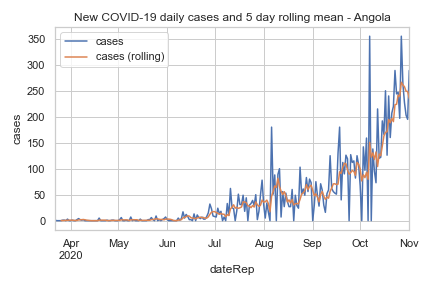 New COVID-19 daily cases and 5 day rolling mean - Angola
cases
cases (rolling)
350
300
250
200
150
100
50
0
cases
Apr
2020
May
Jun
Jul
Aug
Sep
Oct
Nov
dateRep